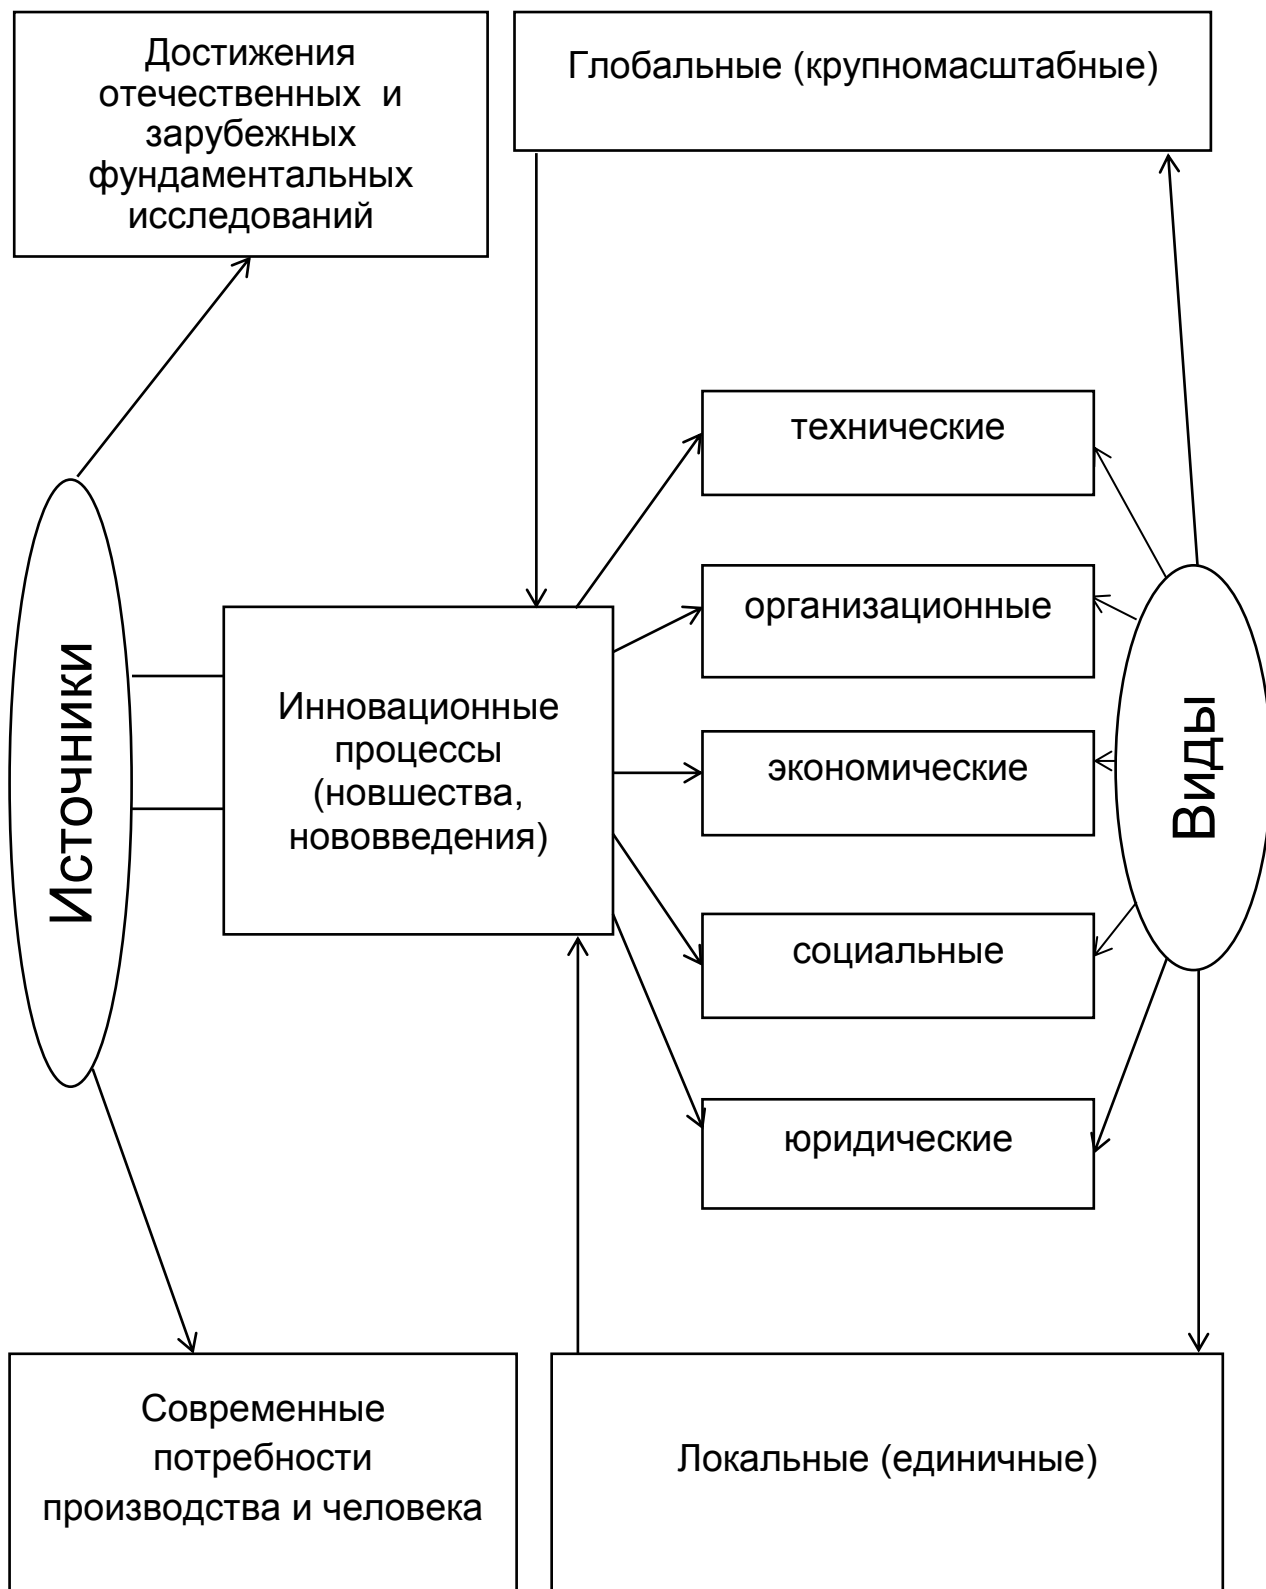 Достижения
отечественных и
зарубежных
фундаментальных
исследований
Глобальные (крупномасштабные)
технические
организационные
Источники
Инновационные
процессы
(новшества,
нововведения)
экономические
Виды
социальные
юридические
Современные
потребности
производства и человека
Локальные (единичные)